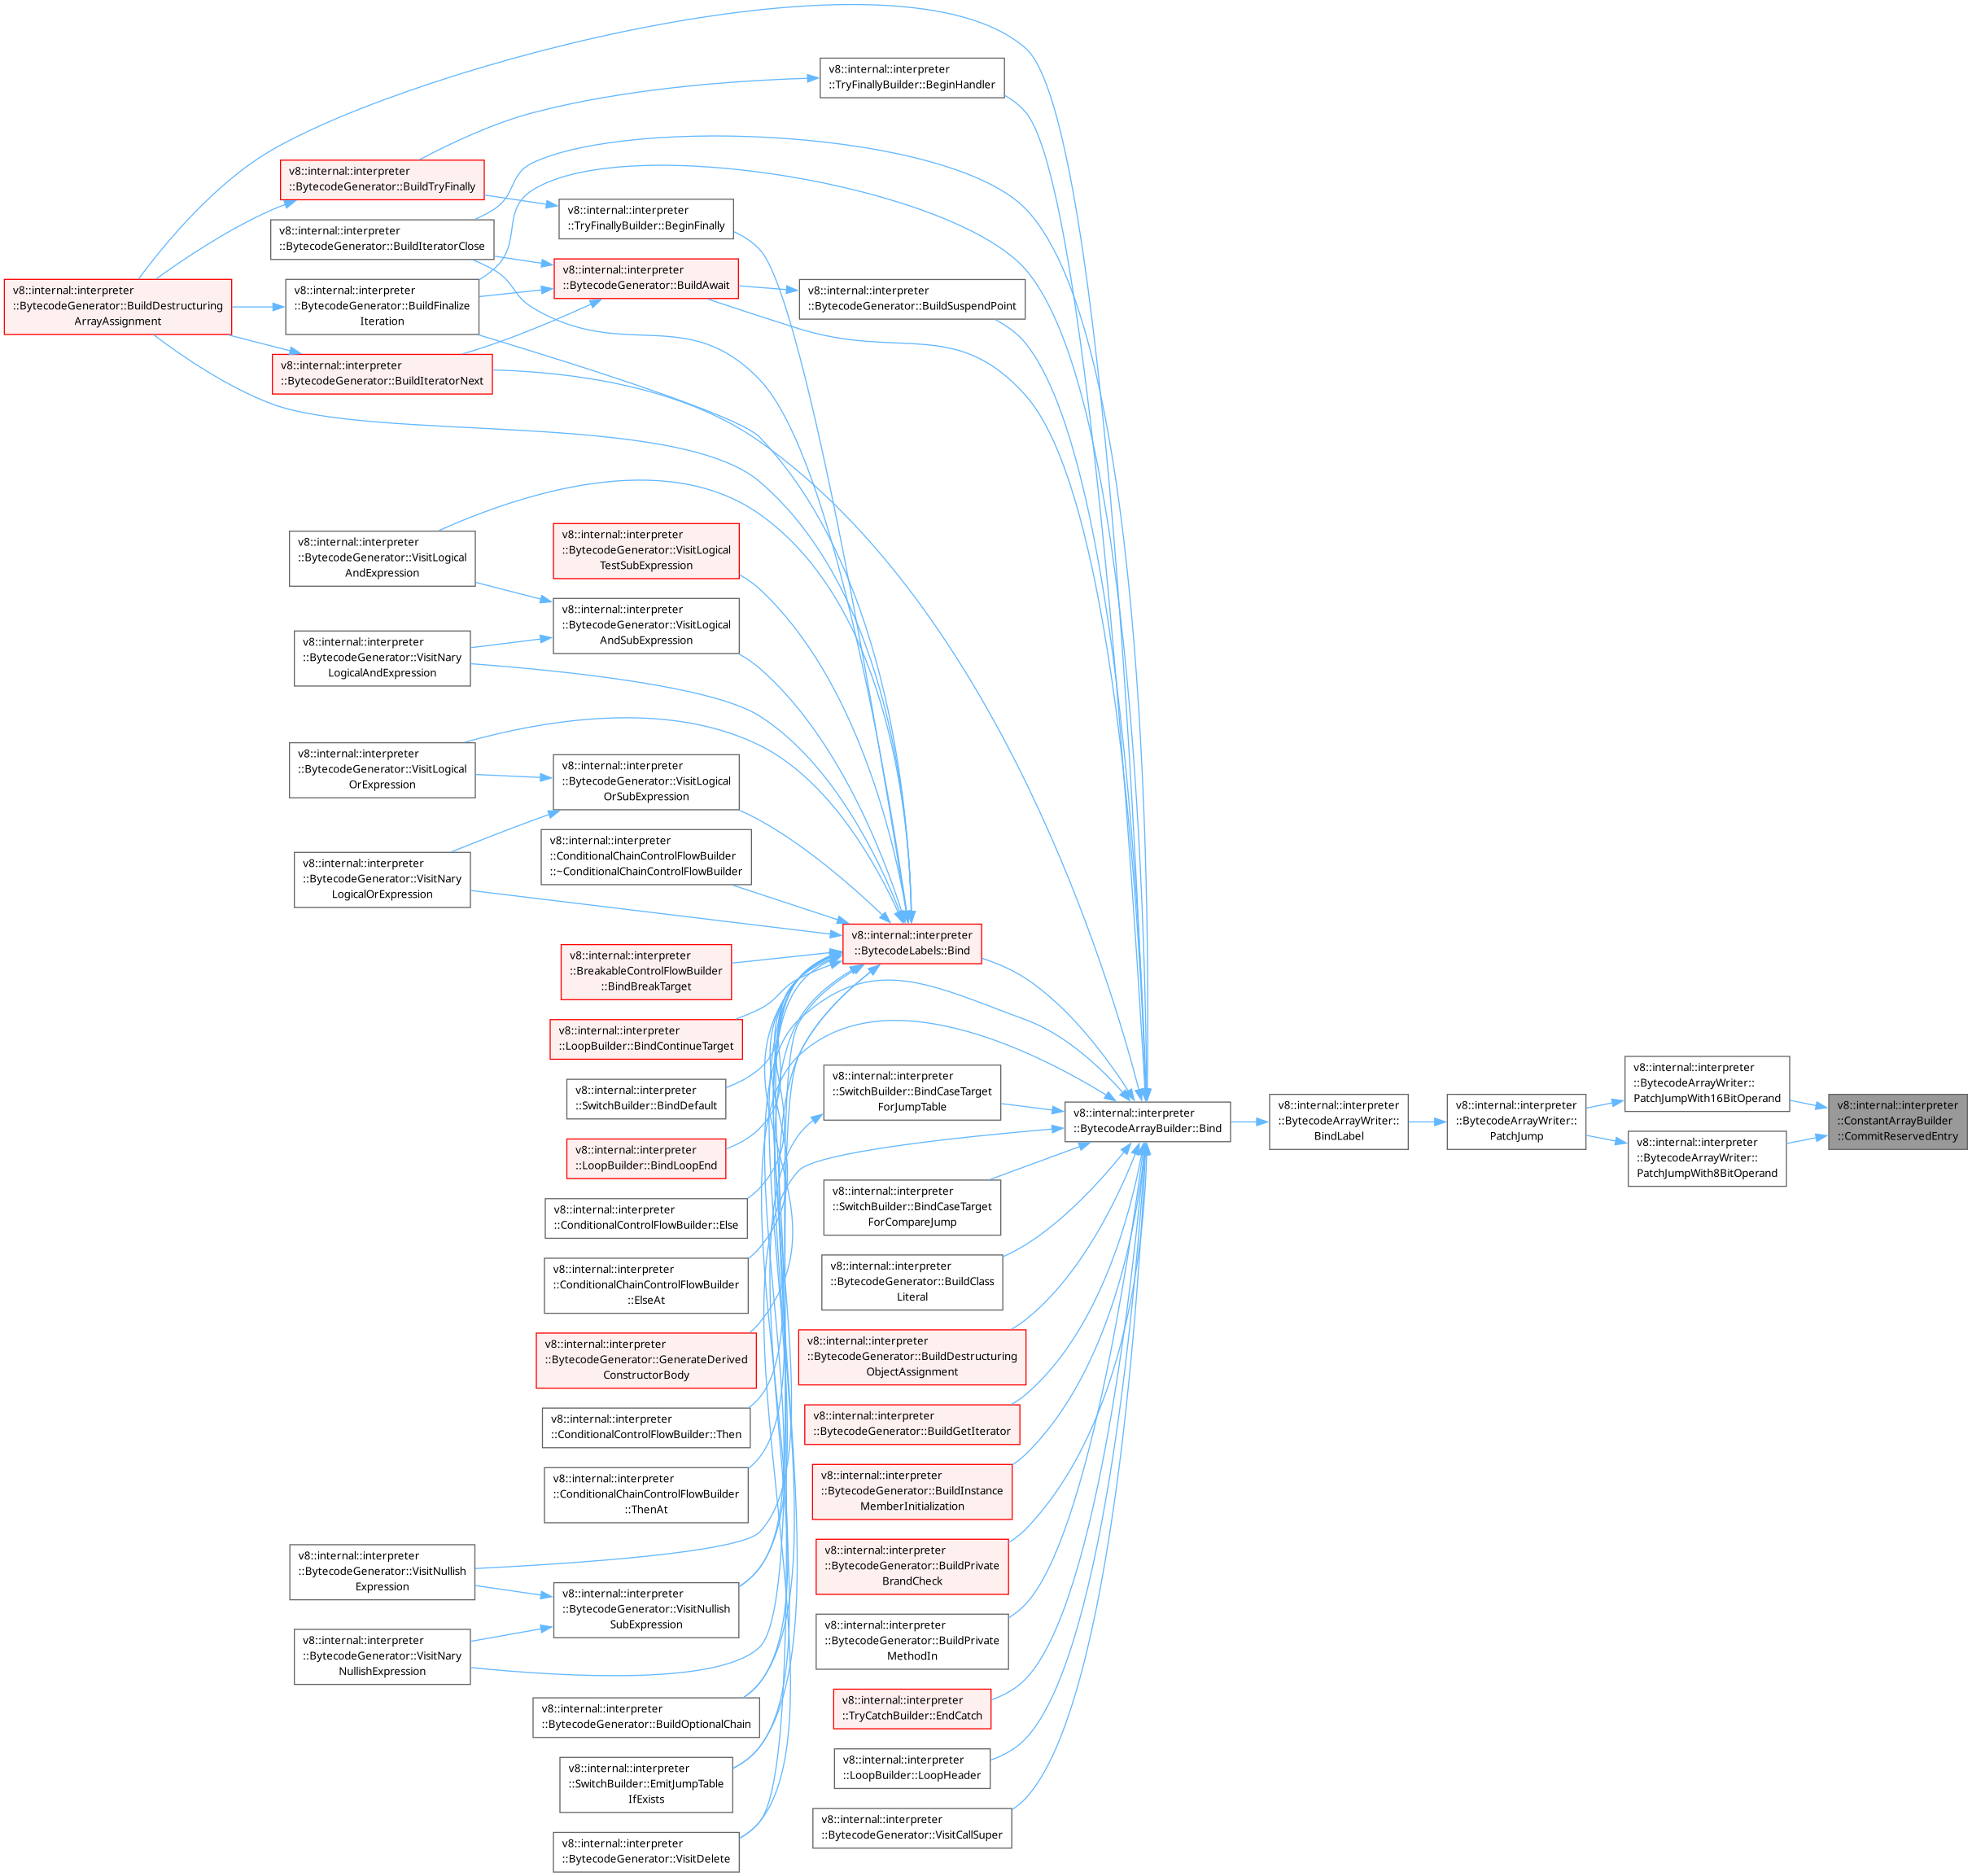 v8::internal::interpreter
::TryFinallyBuilder::BeginHandler
v8::internal::interpreter
::BytecodeGenerator::BuildTryFinally
v8::internal::interpreter
::TryFinallyBuilder::BeginFinally
v8::internal::interpreter
::BytecodeGenerator::BuildIteratorClose
v8::internal::interpreter
::BytecodeGenerator::BuildAwait
v8::internal::interpreter
::BytecodeGenerator::BuildSuspendPoint
v8::internal::interpreter
::BytecodeGenerator::BuildDestructuring
ArrayAssignment
v8::internal::interpreter
::BytecodeGenerator::BuildFinalize
Iteration
v8::internal::interpreter
::BytecodeGenerator::BuildIteratorNext
v8::internal::interpreter
::BytecodeGenerator::VisitLogical
AndExpression
v8::internal::interpreter
::BytecodeGenerator::VisitLogical
TestSubExpression
v8::internal::interpreter
::BytecodeGenerator::VisitLogical
AndSubExpression
v8::internal::interpreter
::BytecodeGenerator::VisitNary
LogicalAndExpression
v8::internal::interpreter
::BytecodeGenerator::VisitLogical
OrExpression
v8::internal::interpreter
::BytecodeGenerator::VisitLogical
OrSubExpression
v8::internal::interpreter
::ConditionalChainControlFlowBuilder
::~ConditionalChainControlFlowBuilder
v8::internal::interpreter
::BytecodeGenerator::VisitNary
LogicalOrExpression
v8::internal::interpreter
::BytecodeLabels::Bind
v8::internal::interpreter
::BreakableControlFlowBuilder
::BindBreakTarget
v8::internal::interpreter
::LoopBuilder::BindContinueTarget
v8::internal::interpreter
::SwitchBuilder::BindDefault
v8::internal::interpreter
::LoopBuilder::BindLoopEnd
v8::internal::interpreter
::ConditionalControlFlowBuilder::Else
v8::internal::interpreter
::ConditionalChainControlFlowBuilder
::ElseAt
v8::internal::interpreter
::BytecodeGenerator::GenerateDerived
ConstructorBody
v8::internal::interpreter
::ConditionalControlFlowBuilder::Then
v8::internal::interpreter
::ConditionalChainControlFlowBuilder
::ThenAt
v8::internal::interpreter
::BytecodeGenerator::VisitNullish
Expression
v8::internal::interpreter
::BytecodeGenerator::VisitNullish
SubExpression
v8::internal::interpreter
::BytecodeGenerator::VisitNary
NullishExpression
v8::internal::interpreter
::BytecodeGenerator::BuildOptionalChain
v8::internal::interpreter
::SwitchBuilder::EmitJumpTable
IfExists
v8::internal::interpreter
::BytecodeGenerator::VisitDelete
v8::internal::interpreter
::SwitchBuilder::BindCaseTarget
ForJumpTable
v8::internal::interpreter
::SwitchBuilder::BindCaseTarget
ForCompareJump
v8::internal::interpreter
::BytecodeGenerator::BuildClass
Literal
v8::internal::interpreter
::BytecodeGenerator::BuildDestructuring
ObjectAssignment
v8::internal::interpreter
::BytecodeGenerator::BuildGetIterator
v8::internal::interpreter
::BytecodeGenerator::BuildInstance
MemberInitialization
v8::internal::interpreter
::BytecodeGenerator::BuildPrivate
BrandCheck
v8::internal::interpreter
::BytecodeGenerator::BuildPrivate
MethodIn
v8::internal::interpreter
::TryCatchBuilder::EndCatch
v8::internal::interpreter
::LoopBuilder::LoopHeader
v8::internal::interpreter
::BytecodeGenerator::VisitCallSuper
v8::internal::interpreter
::BytecodeArrayBuilder::Bind
v8::internal::interpreter
::BytecodeArrayWriter::
BindLabel
v8::internal::interpreter
::BytecodeArrayWriter::
PatchJump
v8::internal::interpreter
::BytecodeArrayWriter::
PatchJumpWith16BitOperand
v8::internal::interpreter
::BytecodeArrayWriter::
PatchJumpWith8BitOperand
v8::internal::interpreter
::ConstantArrayBuilder
::CommitReservedEntry